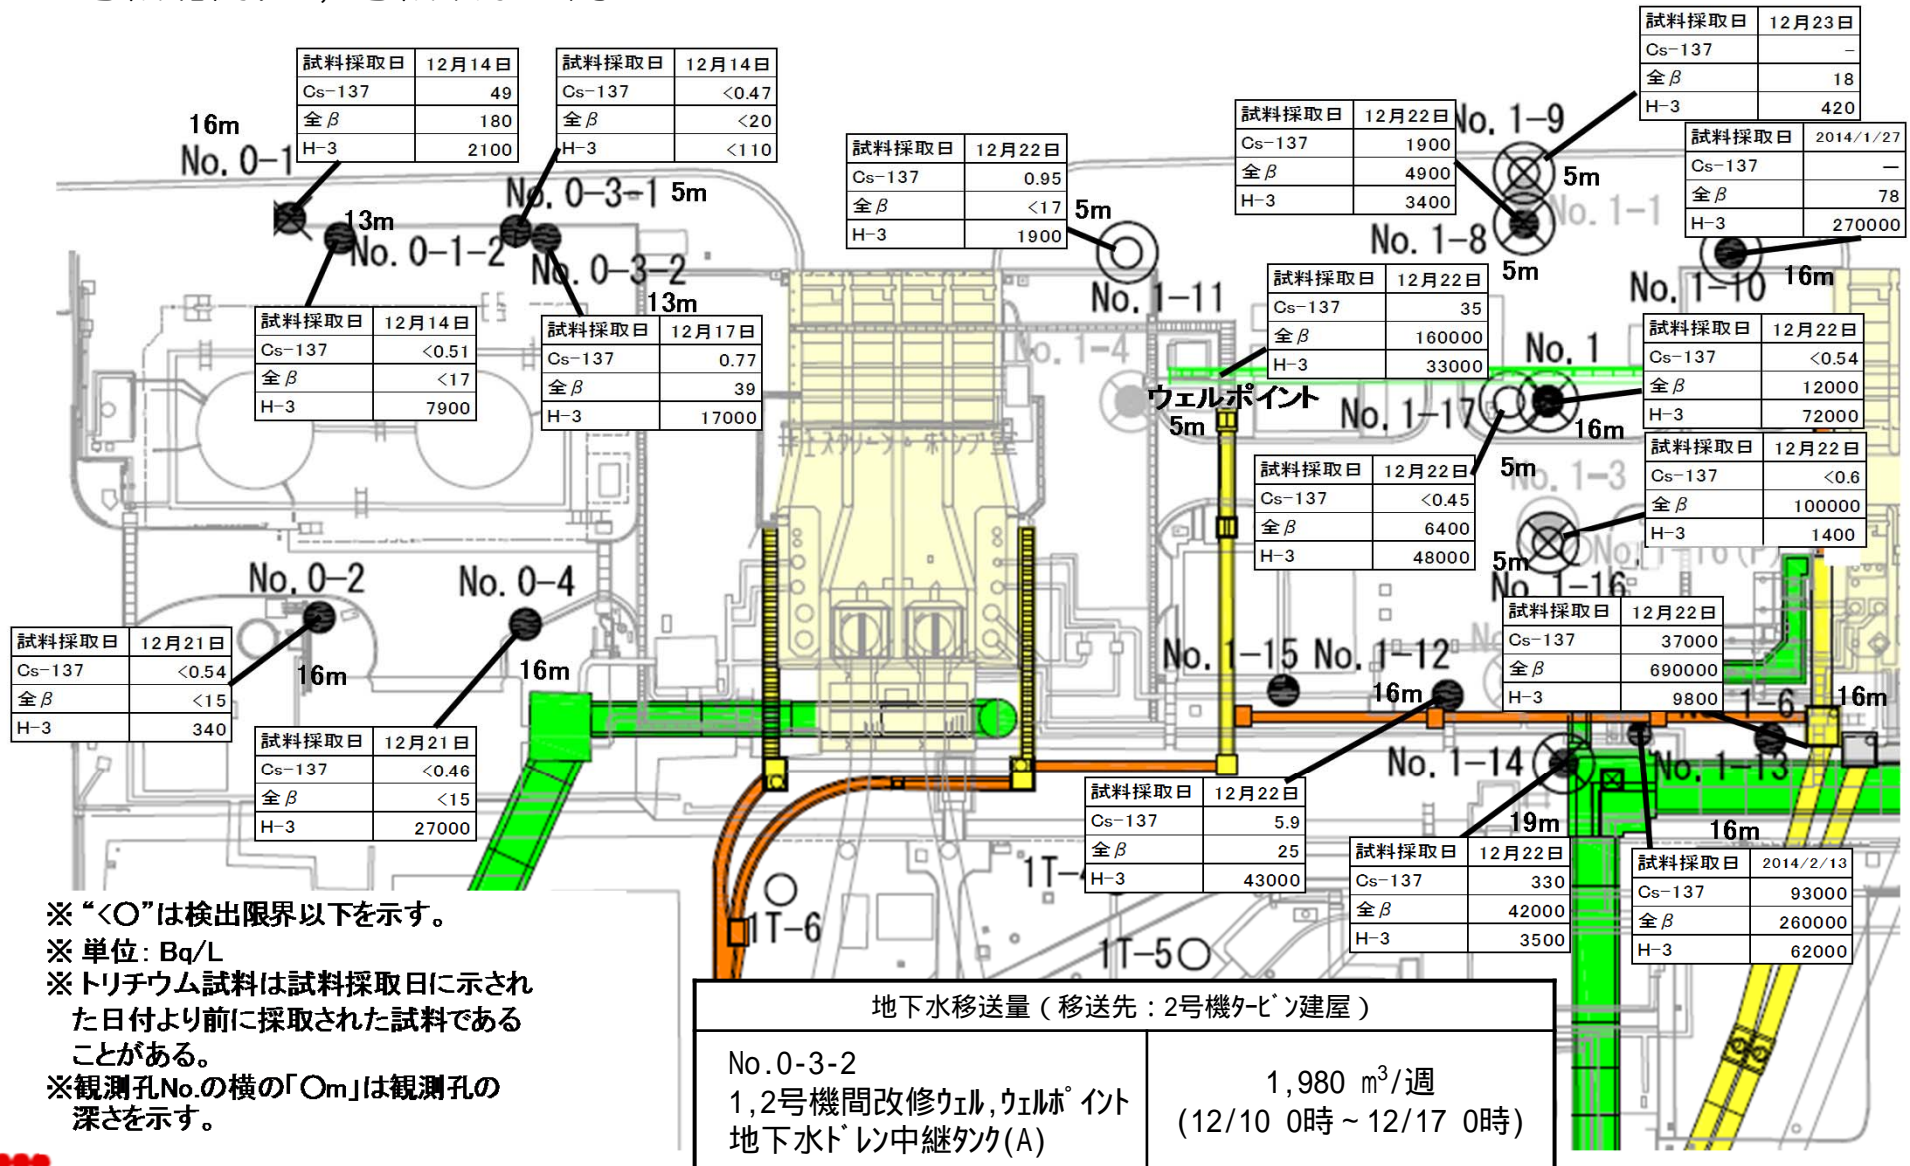 試料採取日 12月14日
Cs-137 49
全β 180
H-3 2100
試料採取日 12月14日
Cs-137 <0.47
全β <20
H-3 <110
試料採取日 12月23日
Cs-137 -
全β 18
H-3 420
16m
No. 0-1
No. 0-3-1 5m
13m
No. 0-1-2
No. 0-3-2
13m
試料採取日 12月22日
Cs-137 0.95
全β <17
H-3 1900
5m
No. 1-11
試料採取日 12月22日
Cs-137 1900
全β 4900
H-3 3400
No. 1-9
5m
No. 1-1
No. 1-8
5m
試料採取日 2014/1/27
Cs-137 —
全β 78
H-3 270000
No. 1-10 16m
試料採取日 12月14日
Cs-137 <0.51
全β <17
H-3 7900
試料採取日 12月17日
Cs-137 0.77
全β 39
H-3 17000
試料採取日 12月22日
Cs-137 35
全β 160000
H-3 33000
No. 1-4
ウェルポイント
5m
No. 1
No. 1-17
16m
5m
試料採取日 12月22日
Cs-137 <0.54
全β 12000
H-3 72000
試料採取日 12月22日
Cs-137 <0.45
全β 6400
H-3 48000
No. 1-3
試料採取日 12月22日
Cs-137 <0.6
全β 100000
H-3 1400
5m
No. 1-16
No. 0-2
16m
No. 0-4
16m
試料採取日 12月21日
Cs-137 <0.54
全β <15
H-3 340
試料採取日 12月21日
Cs-137 <0.46
全β <15
H-3 27000
No. 1-15 No. 1-12
16m
試料採取日 12月22日
Cs-137 37000
全β 690000
H-3 9800
No. 1-6
16m
No. 1-14
19m
No. 1-13
16m
試料採取日 12月22日
Cs-137 5.9
全β 25
H-3 43000
試料採取日 12月22日
Cs-137 330
全β 42000
H-3 3500
試料採取日 2014/2/13
Cs-137 93000
全β 260000
H-3 62000
1T-6
1T-5
※ “<〇”は検出限界以下を示す。
※ 単位: Bq/L
※ トリチウム試料は試料採取日に示され
た日付より前に採取された試料である
ことがある。
※観測孔No.の横の「〇m」は観測孔の
深さを示す。
地下水移送量（移送先：2号機ﾀｰﾋﾞﾝ建屋）
No.0-3-2
1,2号機間改修ｳｪﾙ,ｳｪﾙﾎﾟｲﾝﾄ
地下水ﾄﾞﾚﾝ中継ﾀﾝｸ(A)
1,980 m³/週
(12/10 0時～12/17 0時)